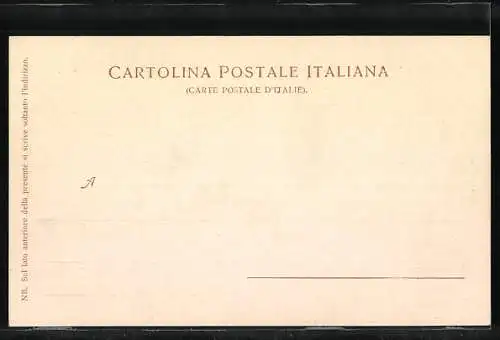 CARTOLINA POSTALE ITALIANA
(CARTE POSTALE D'ITALIE).
A
NB. Sul lato anteriore della presente si scrive soltanto l'indirizzo.